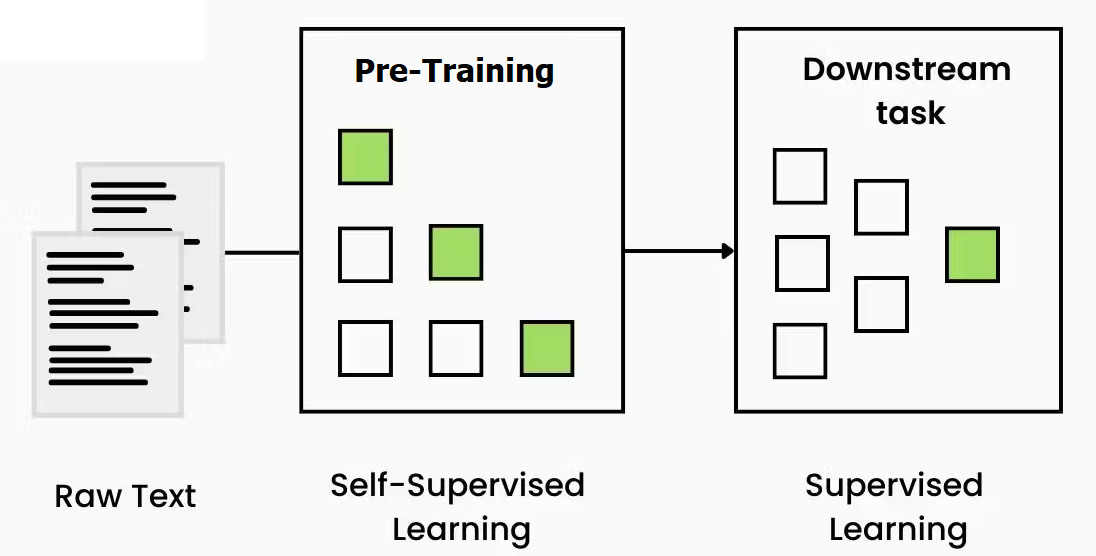 Pre-Training
Downstream
task
Raw Text
Self-Supervised
Learning
Supervised
Learning